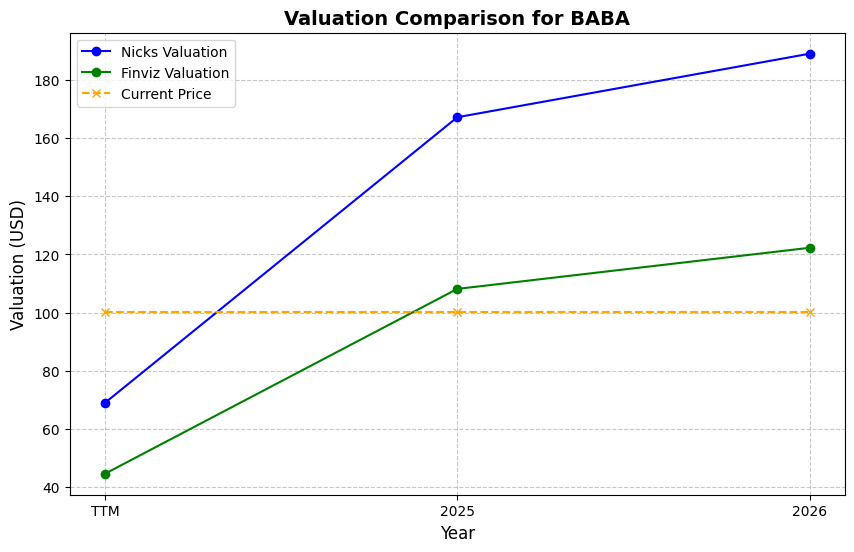 Valuation Comparison for BABA
Nicks Valuation
Finviz Valuation
Current Price
Valuation (USD)
180
160
140
120
100
80
60
40
TTM
2025
2026
Year